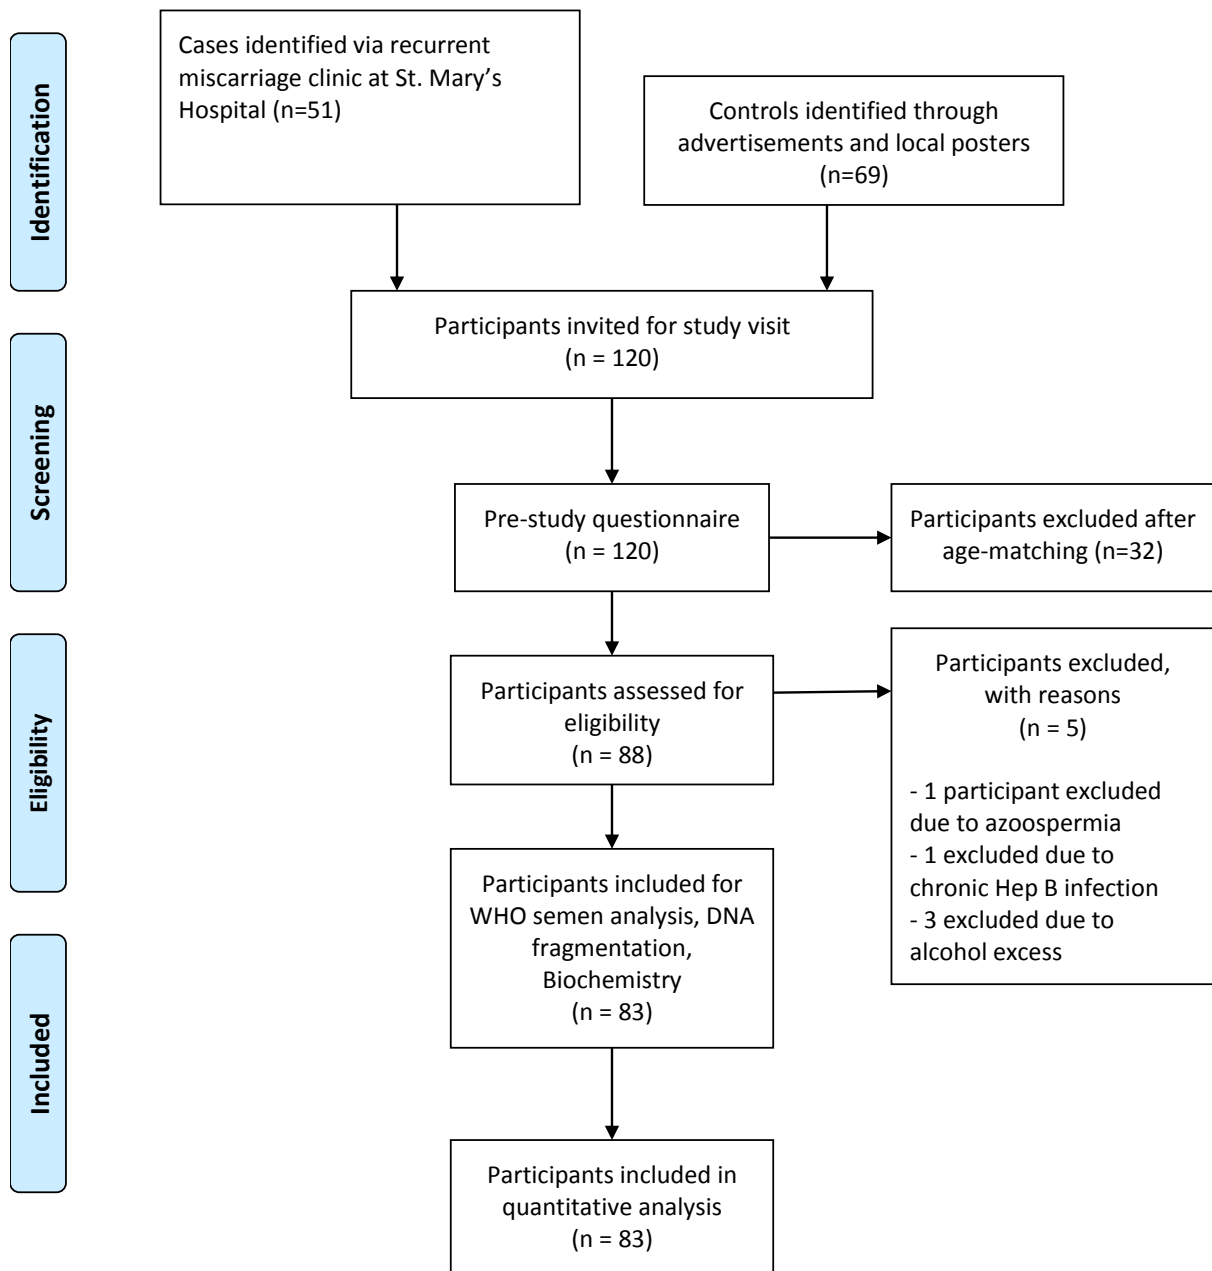 Identification
Cases identified via recurrent
miscarriage clinic at St. Mary’s
Hospital (n=51)
Controls identified through
advertisements and local posters
(n=69)
Participants invited for study visit
(n = 120)
Screening
Pre-study questionnaire
(n = 120)
Participants excluded after
age-matching (n=32)
Eligibility
Participants assessed for
eligibility
(n = 88)
Participants excluded,
with reasons
(n = 5)
- 1 participant excluded
due to azoospermia
- 1 excluded due to
chronic Hep B infection
- 3 excluded due to
alcohol excess
Participants included for
WHO semen analysis, DNA
fragmentation,
Biochemistry
(n = 83)
Included
Participants included in
quantitative analysis
(n = 83)